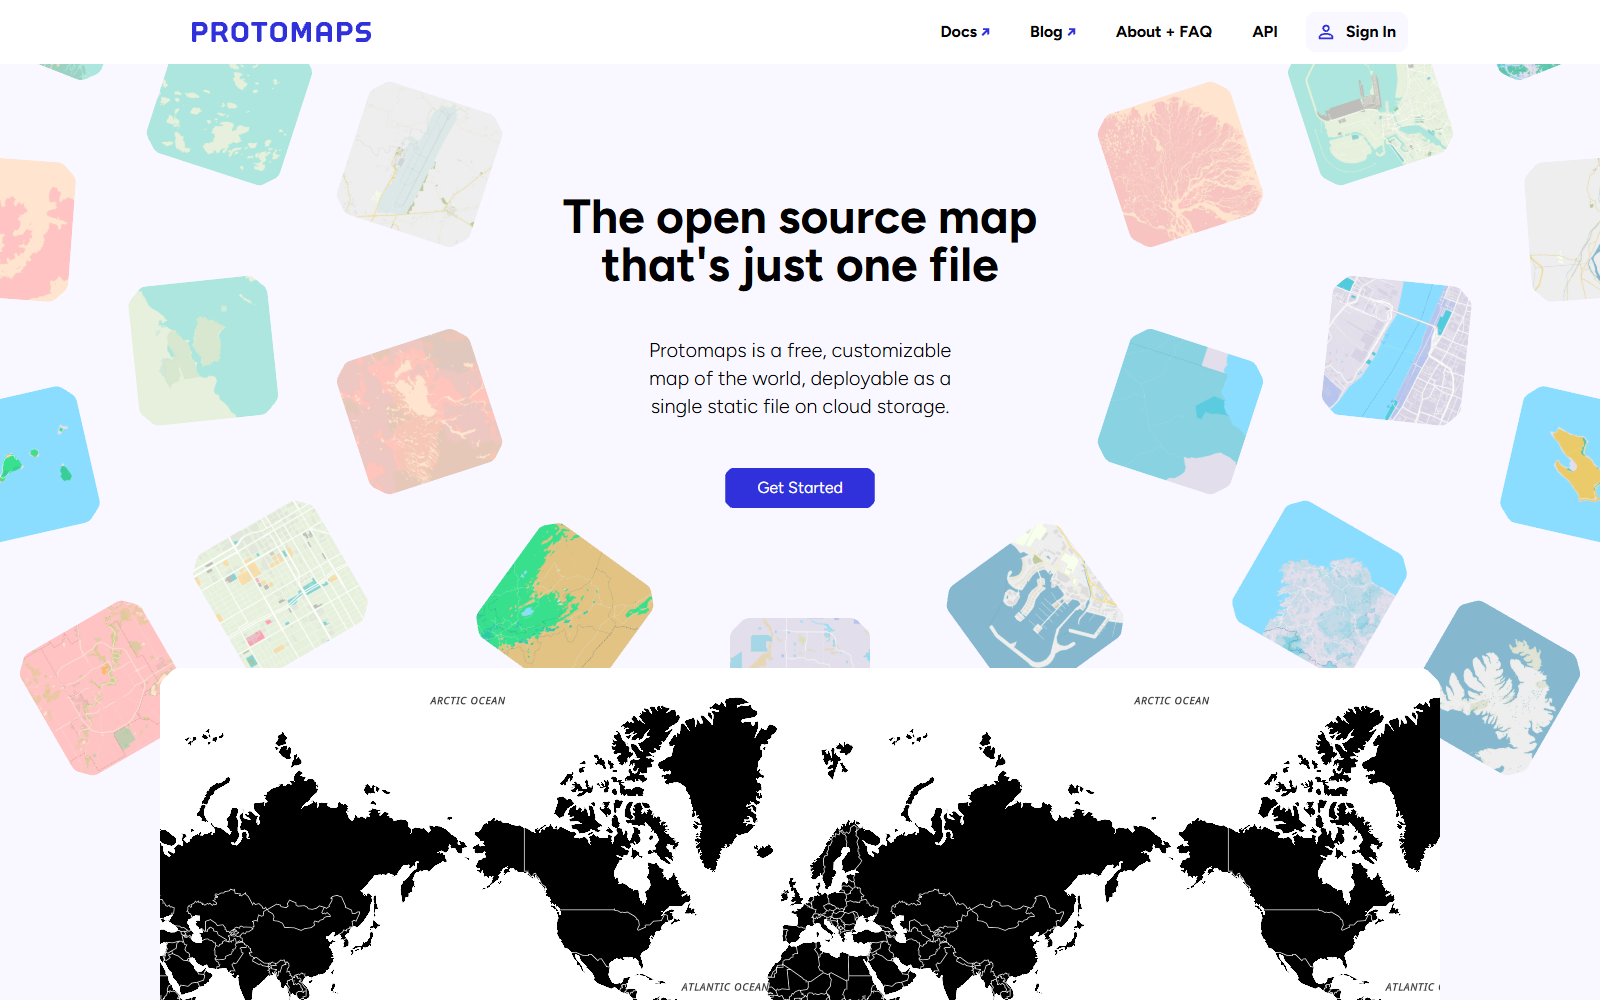 PROTOMAPS
Docs
Blog
About + FAQ
API
Sign In
The open source map
that's just one file
Protomaps is a free, customizable
map of the world, deployable as a
single static file on cloud storage.
Get Started
ARCTIC OCEAN
ARCTIC OCEAN
ATLANTIC OCEAN
ATLANTIC